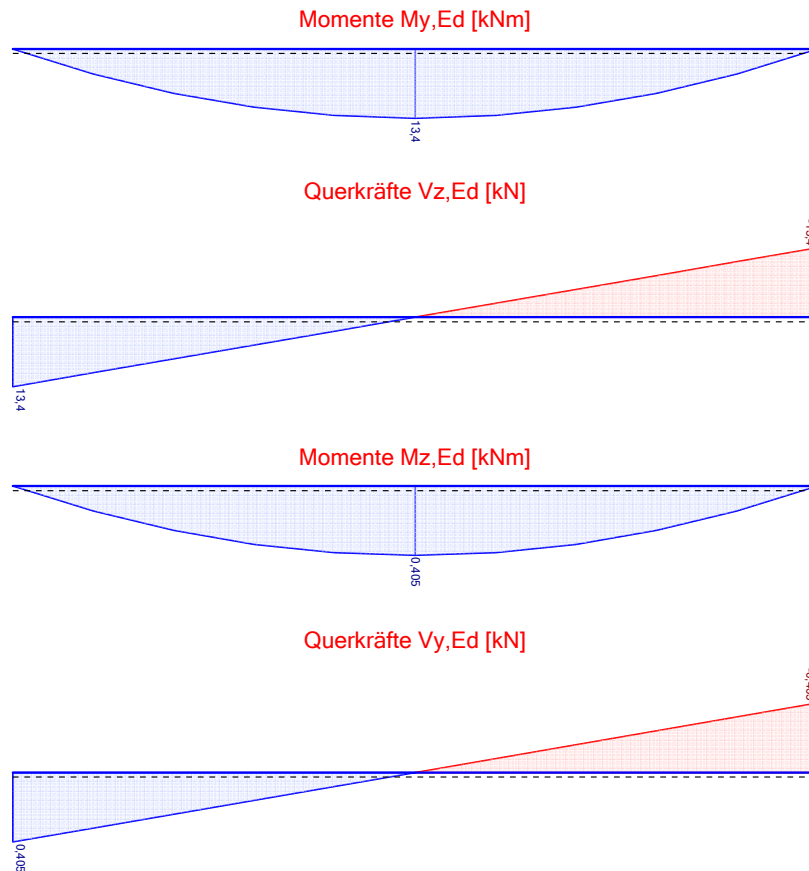 Momente My,Ed [kNm]
13,4
Querkräfte Vz,Ed [kN]
13,4
Momente Mz,Ed [kNm]
0,405
Querkräfte Vy,Ed [kN]
0,405